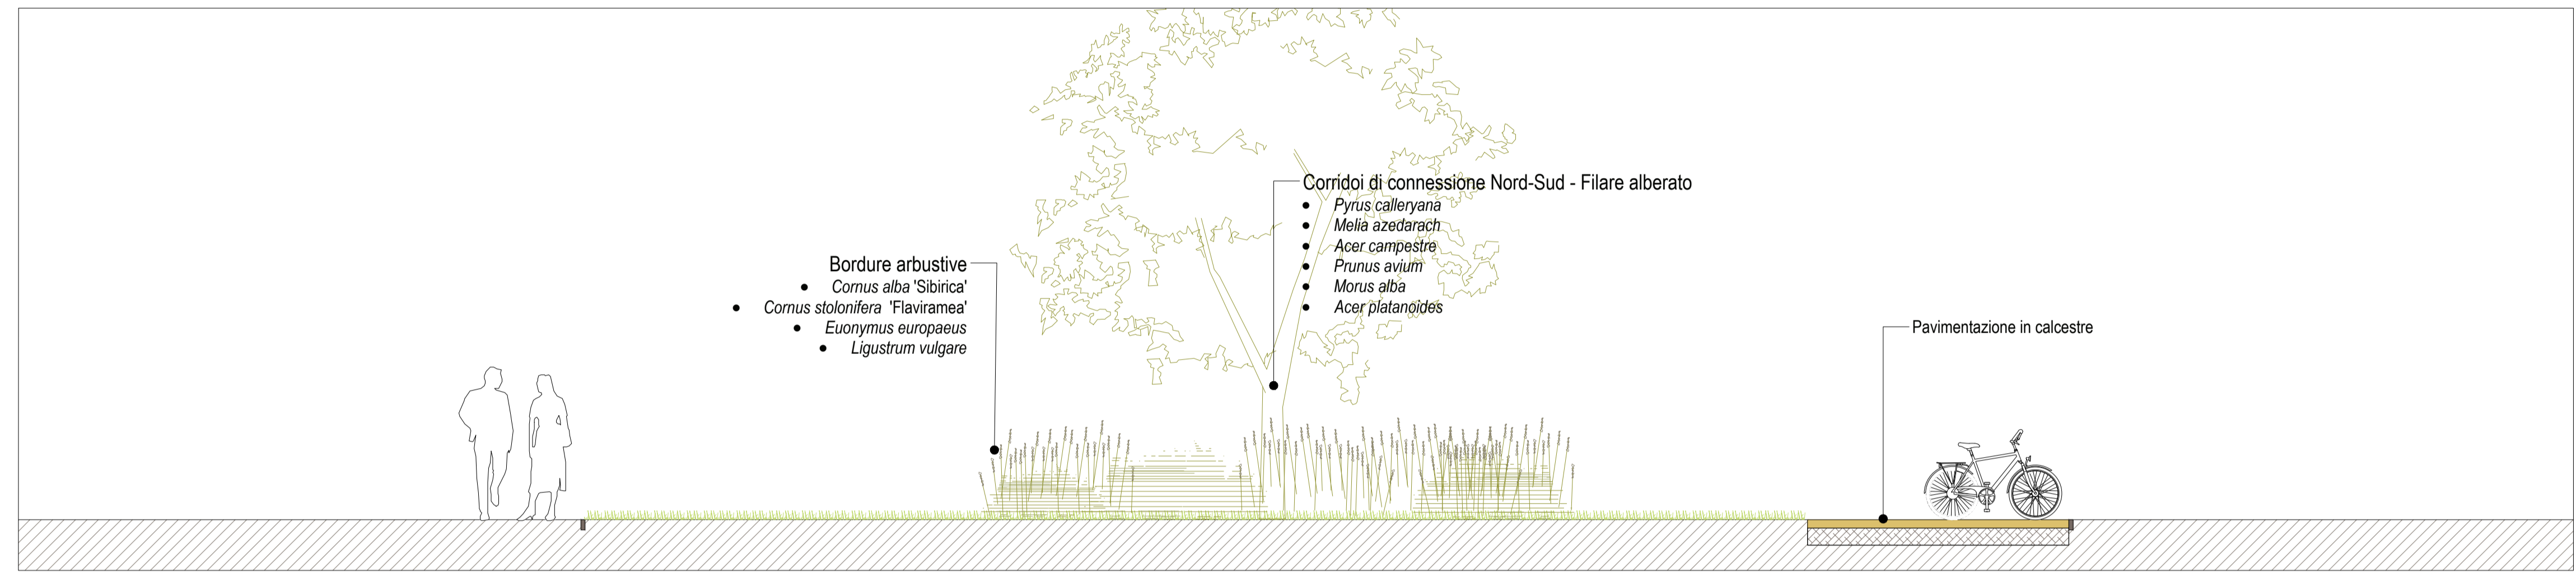 Corridoi di connessione Nord-Sud - Filare alberato
• Pyrus calleryana
• Melia azedarach
• Acer campestre
• Prunus avium
• Morus alba
• Acer platanoides
Bordure arbustive
• Cornus alba 'Sibirica'
• Cornus stolonifera 'Flaviramea'
• Euonymus europaeus
• Ligustrum vulgare
Pavimentazione in calcestre